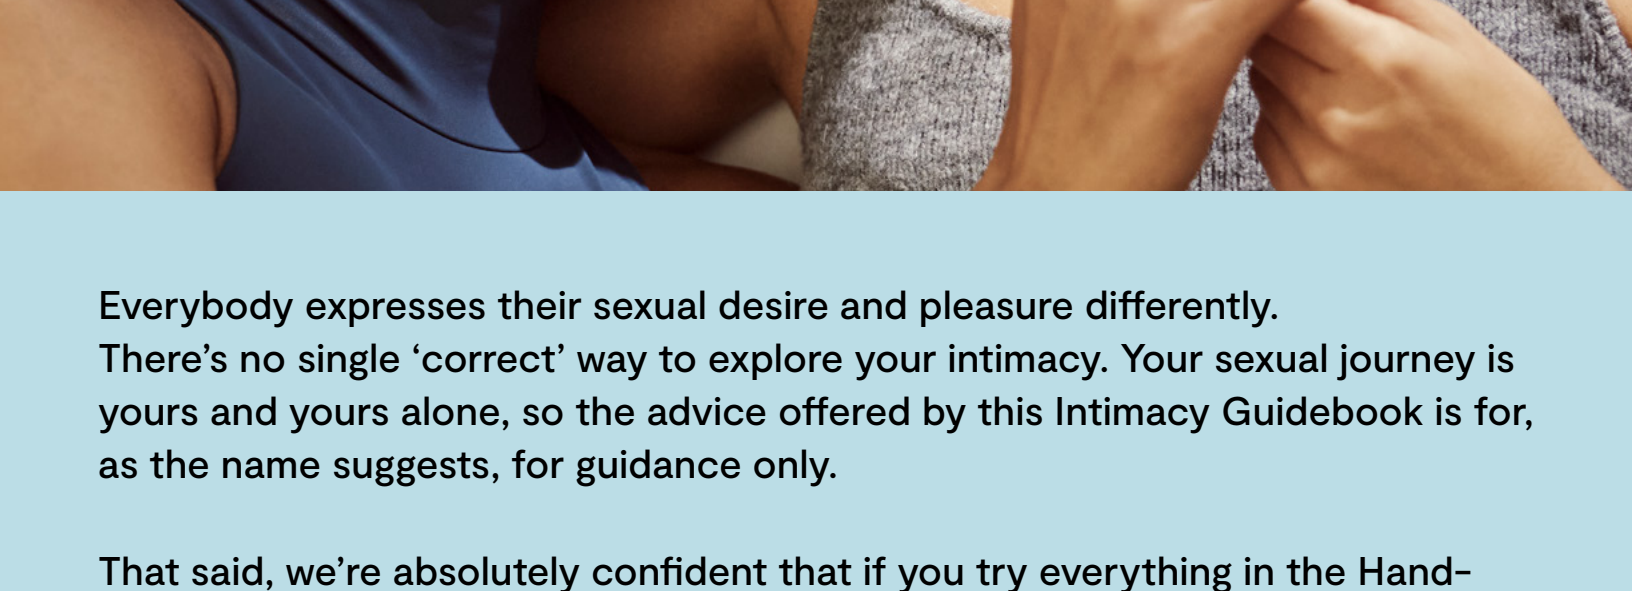 Everybody expresses their sexual desire and pleasure differently.
There’s no single ‘correct’ way to explore your intimacy. Your sexual journey is
yours and yours alone, so the advice offered by this Intimacy Guidebook is for,
as the name suggests, for guidance only.
That said, we’re absolutely confident that if you try everything in the Hand-